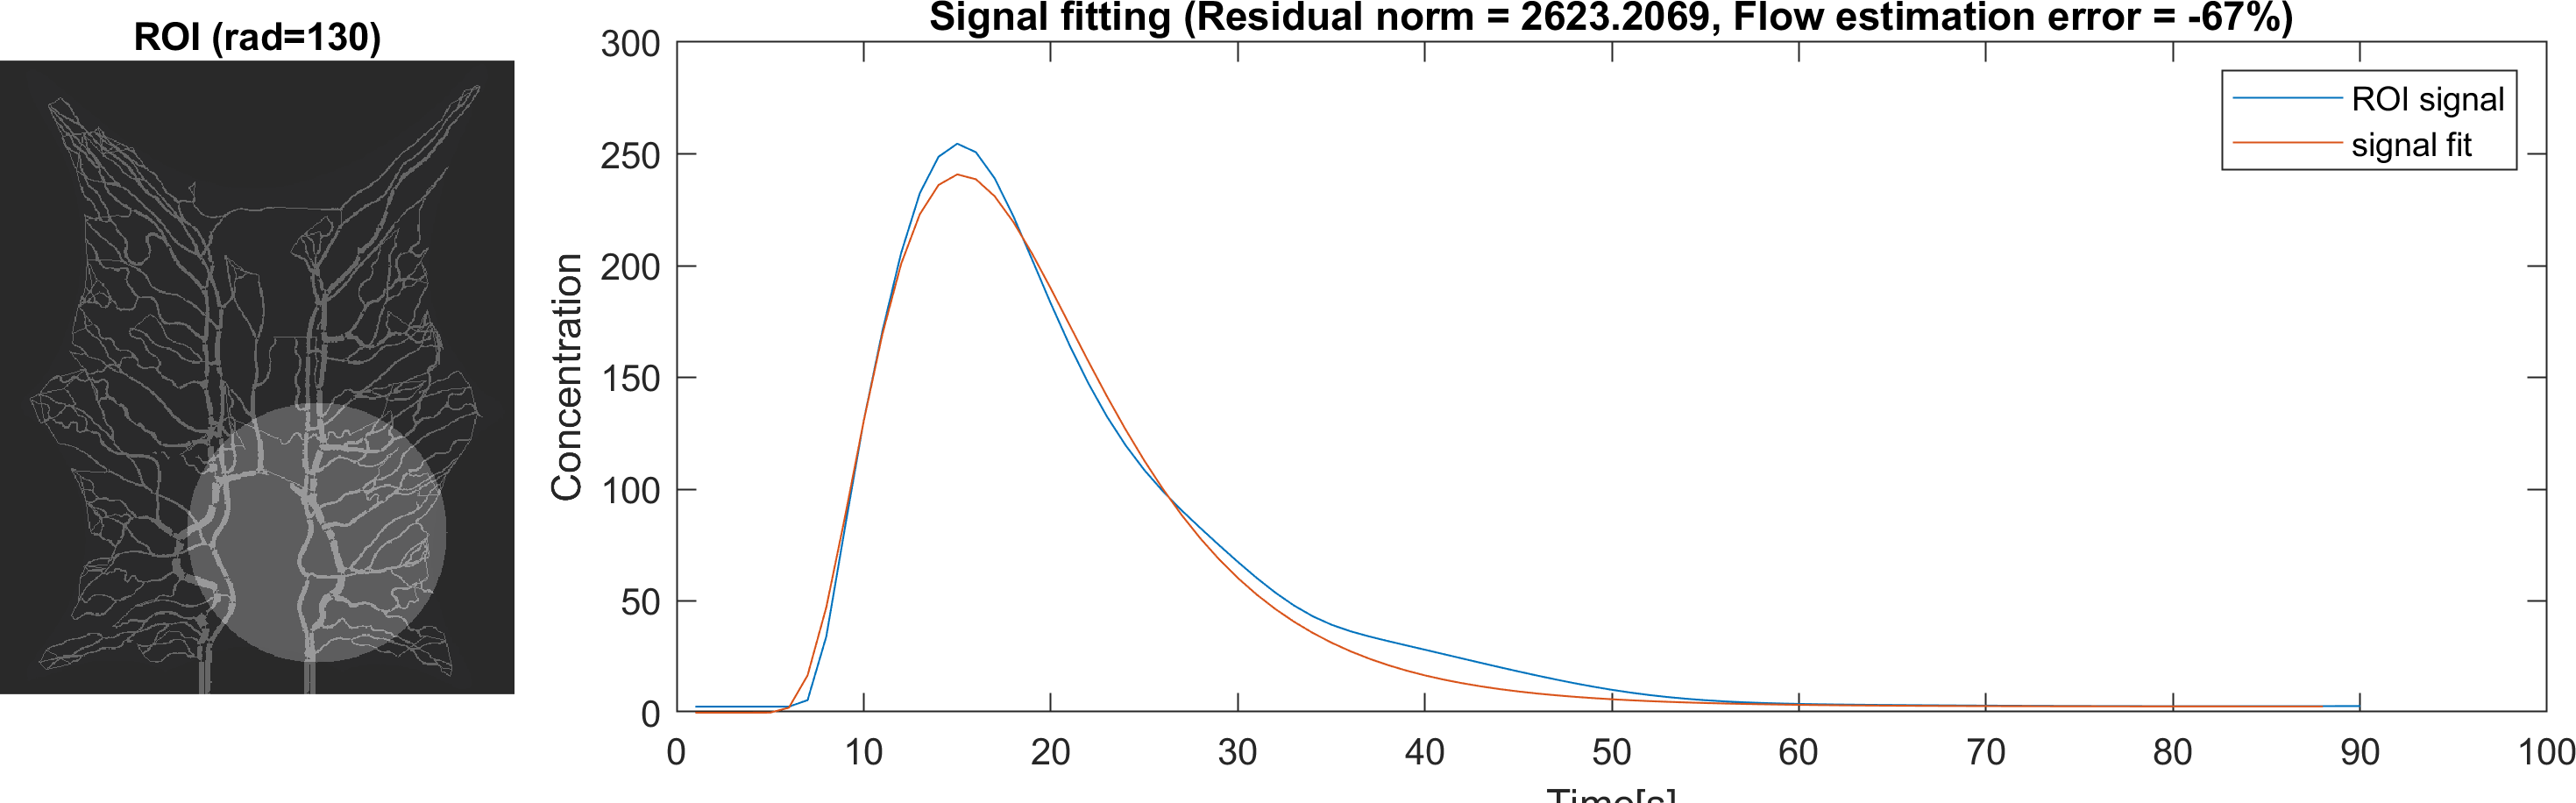 ROI (rad=130)
Signal fitting (Residual norm = 2623.2069, Flow estimation error = -67%)
300
250
200
150
100
50
0
Concentration
ROI signal
signal fit
0 10 20 30 40 50 60 70 80 90 100
Time[s]